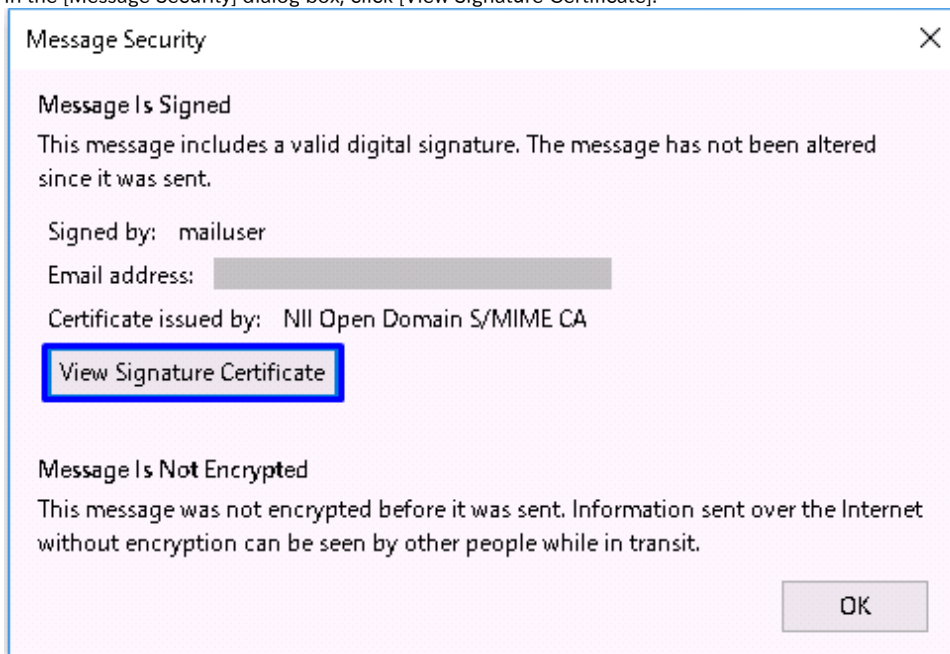 In the [Message Security] dialog box, click [View Signature Certificate].
Message Security
Message Is Signed
This message includes a valid digital signature. The message has not been altered
since it was sent.
Signed by: mailuser
Email address:
Certificate issued by: NII Open Domain S/MIME CA
View Signature Certificate
Message Is Not Encrypted
This message was not encrypted before it was sent. Information sent over the Internet
without encryption can be seen by other people while in transit.
OK